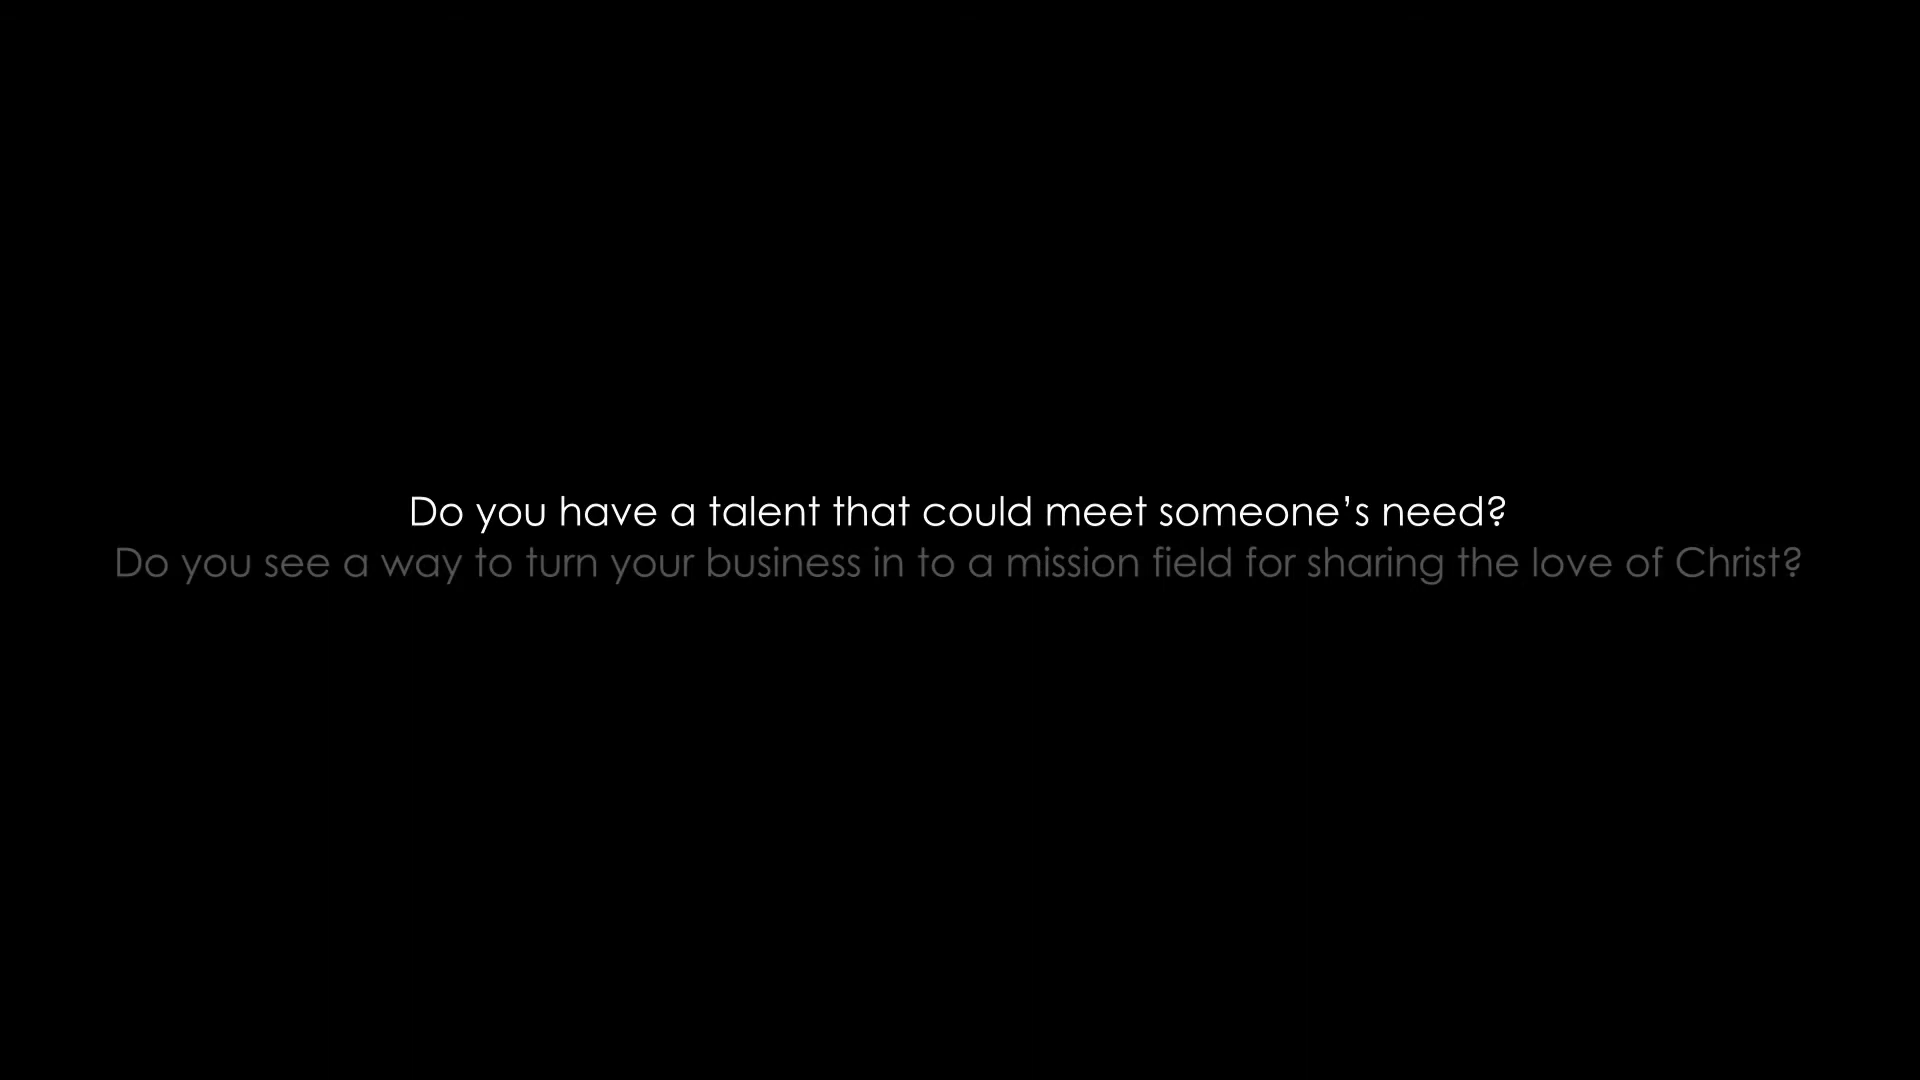 Do you have a talent that could meet someone’s need?
Do you see a way to turn your business in to a mission field for sharing the love of Christ?